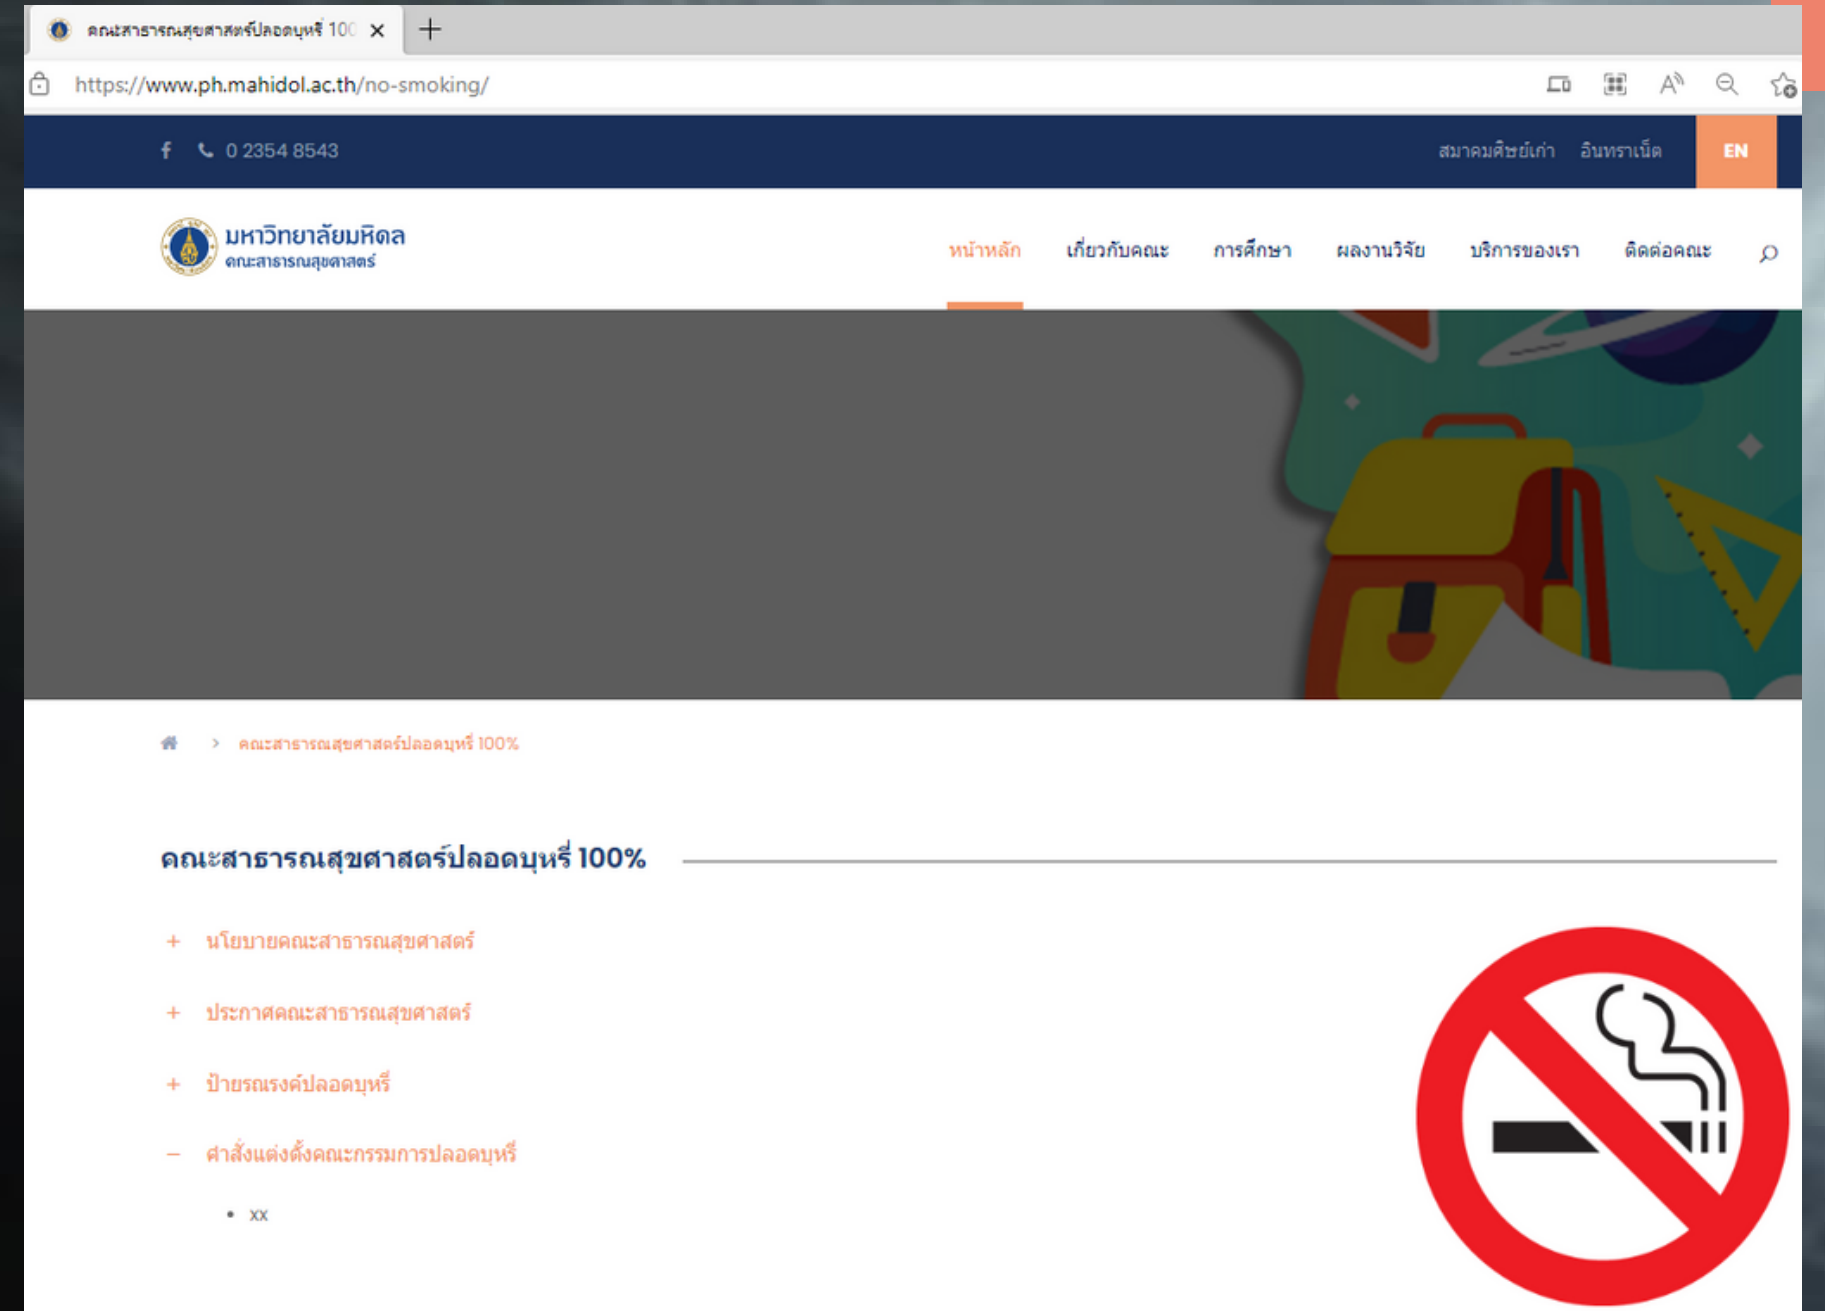 คณะสาธารณสุขศาสตร์ปลอดบุหรี่ 100
https://www.ph.mahidol.ac.th/no-smoking/
0 2354 8543
สมาคมศิษย์เก่า อินทราเน็ต EN
มหาวิทยาลัยมหิดล
คณะสาธารณสุขศาสตร์
หน้าหลัก เกี่ยวกับคณะ การศึกษา ผลงานวิจัย บริการของเรา ติดต่อคณะ
> คณะสาธารณสุขศาสตร์ปลอดบุหรี่ 100%
คณะสาธารณสุขศาสตร์ปลอดบุหรี่ 100%
+ นโยบายคณะสาธารณสุขศาสตร์
+ ประกาศคณะสาธารณสุขศาสตร์
+ ป้ายรณรงค์ปลอดบุหรี่
– คำสั่งแต่งตั้งคณะกรรมการปลอดบุหรี่
• xx